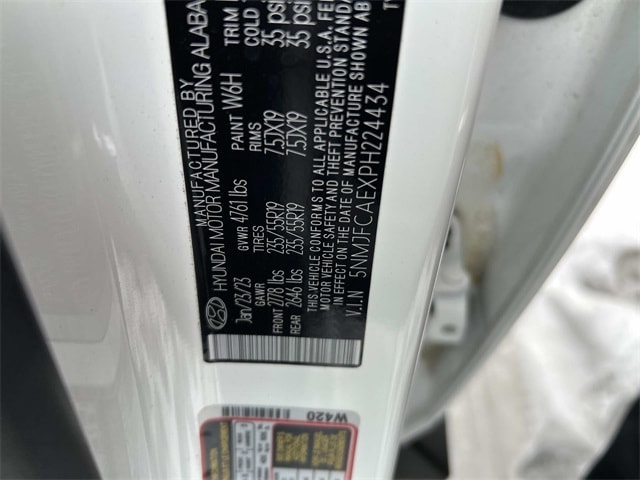 MANUFACTURED BY
HYUNDAI MOTOR MANUFACTURING ALABA
Jan/23/23 GVWR 4761 lbs PAINT W6H TRIM
GAWR TIRES RIMS COLD
FRONT 2778 lbs 235/55R19 7.5JX19 35 psi
REAR 2646 lbs 235/55R19 7.5JX19 35 psi
THIS VEHICLE CONFORMS TO ALL APPLICABLE U.S.A. FE
MOTOR VEHICLE SAFETY AND THEFT PREVENTION STANDA
IN EFFECT ON THE DATE OF MANUFACTURE SHOWN AB
V.I.N 5NMJFCAEXPH224434 TY
W420